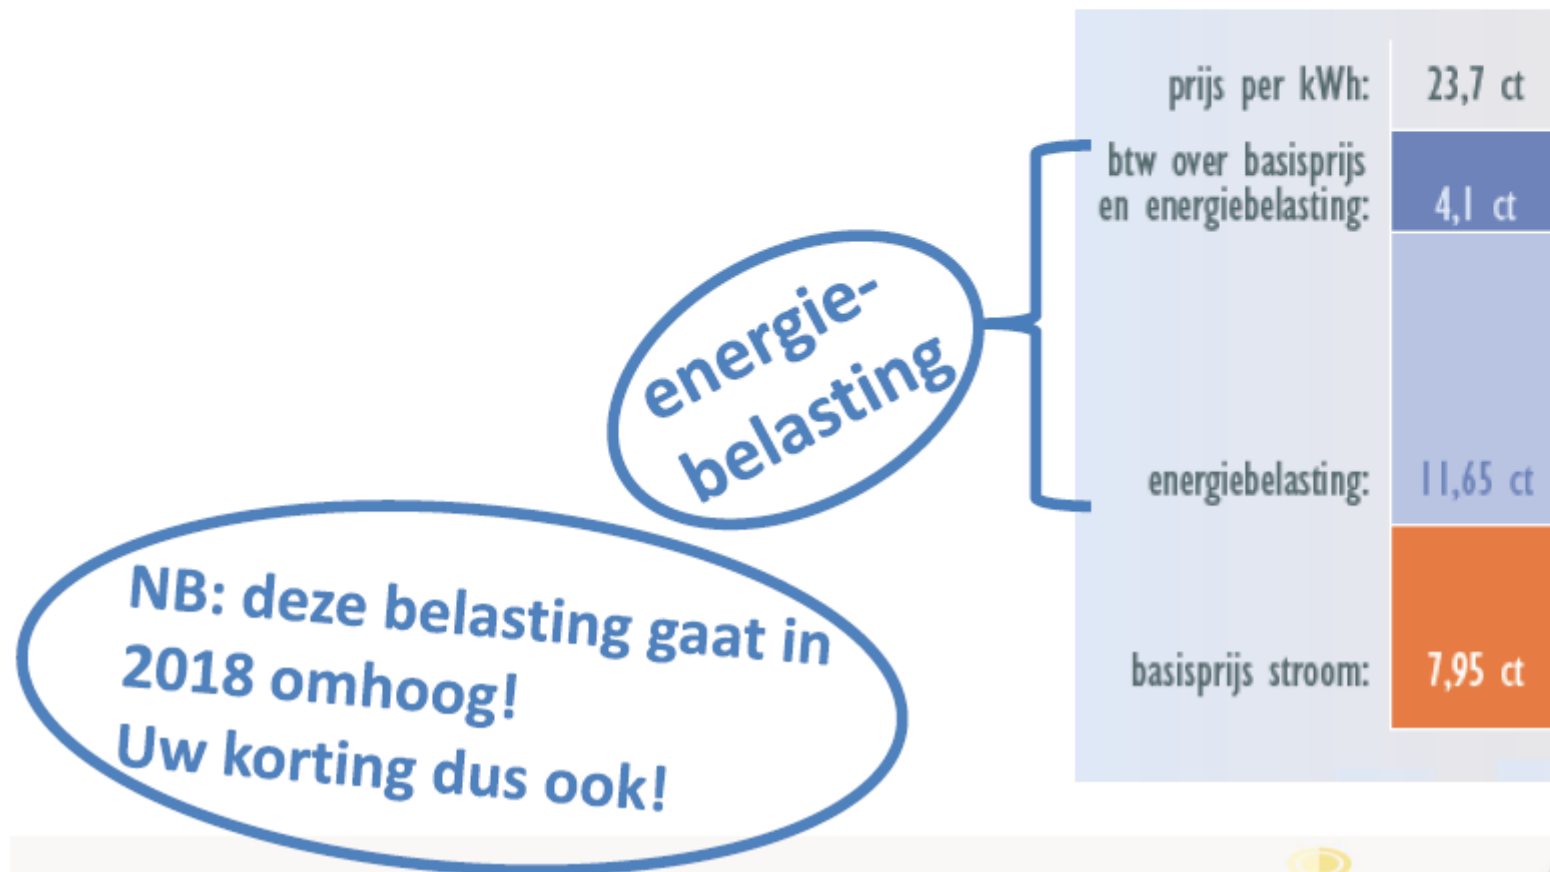 prijs per kWh: 23,7 ct
btw over basisprijs
en energiebelasting: 4,1 ct
energie-
belasting
energiebelasting: 11,65 ct
NB: deze belasting gaat in
2018 omhoog!
Uw korting dus ook!
basisprijs stroom: 7,95 ct